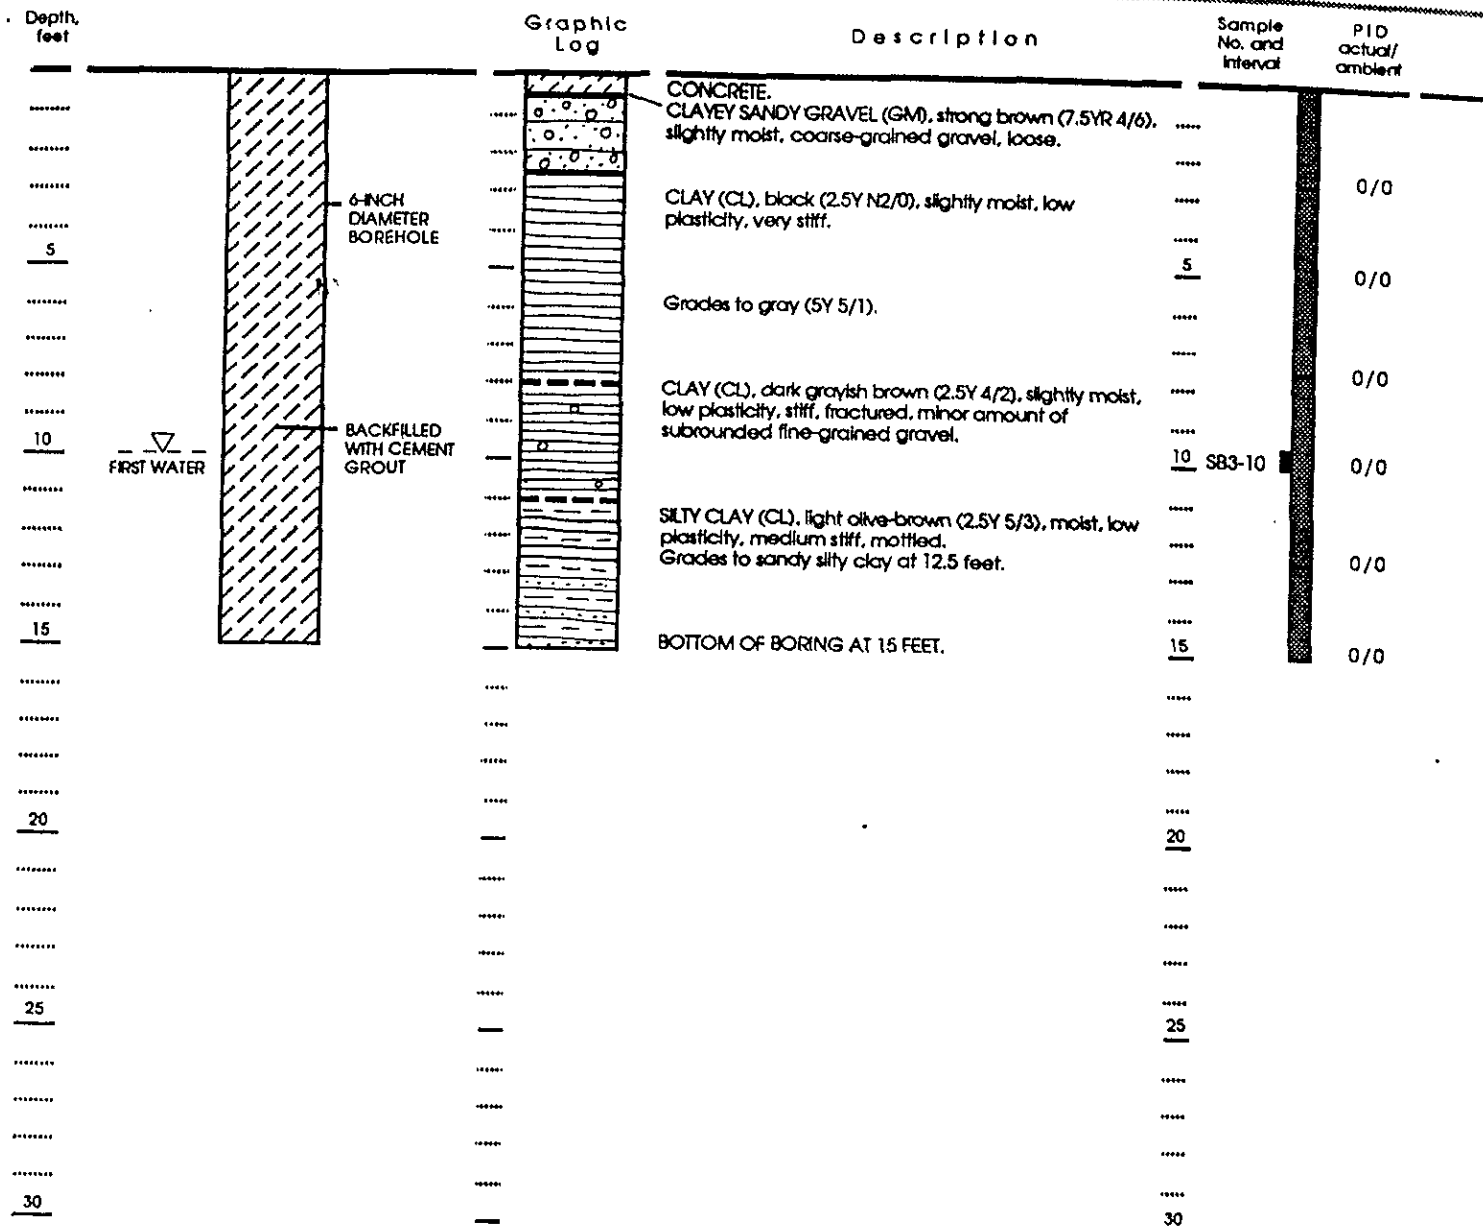 Depth,
feet
Graphic
Log
Description
Sample
No. and
Interval
PID
actual/
ambient
CONCRETE.
CLAYEY SANDY GRAVEL (GM), strong brown (7.5YR 4/6),
slightly moist, coarse-grained gravel, loose.
6-INCH
DIAMETER
BOREHOLE
CLAY (CL), black (2.5Y N2/0), slightly moist, low
plasticity, very stiff.
0/0
5
5
0/0
Grades to gray (5Y 5/1).
CLAY (CL), dark grayish brown (2.5Y 4/2), slightly moist,
low plasticity, stiff, fractured, minor amount of
subrounded fine-grained gravel.
0/0
10
FIRST WATER
BACKFILLED
WITH CEMENT
GROUT
10
SB3-10
0/0
SILTY CLAY (CL), light olive-brown (2.5Y 5/3), moist, low
plasticity, medium stiff, mottled.
Grades to sandy silty clay at 12.5 feet.
0/0
15
BOTTOM OF BORING AT 15 FEET.
15
0/0
20
20
25
25
30
30